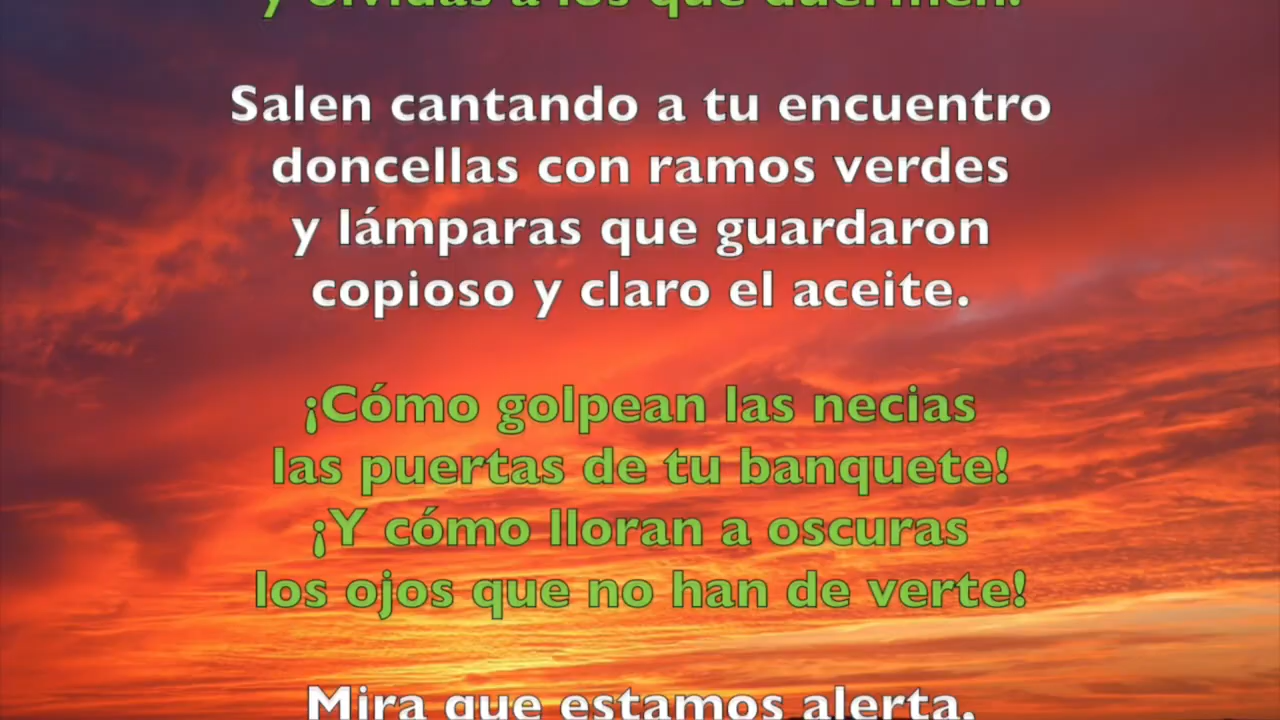 y olvidas a los que duermen.
Salen cantando a tu encuentro
doncellas con ramos verdes
y lámparas que guardaron
copioso y claro el aceite.
¡Cómo golpean las necias
las puertas de tu banquete!
¡Y cómo lloran a oscuras
los ojos que no han de verte!
Mira que estamos alerta,